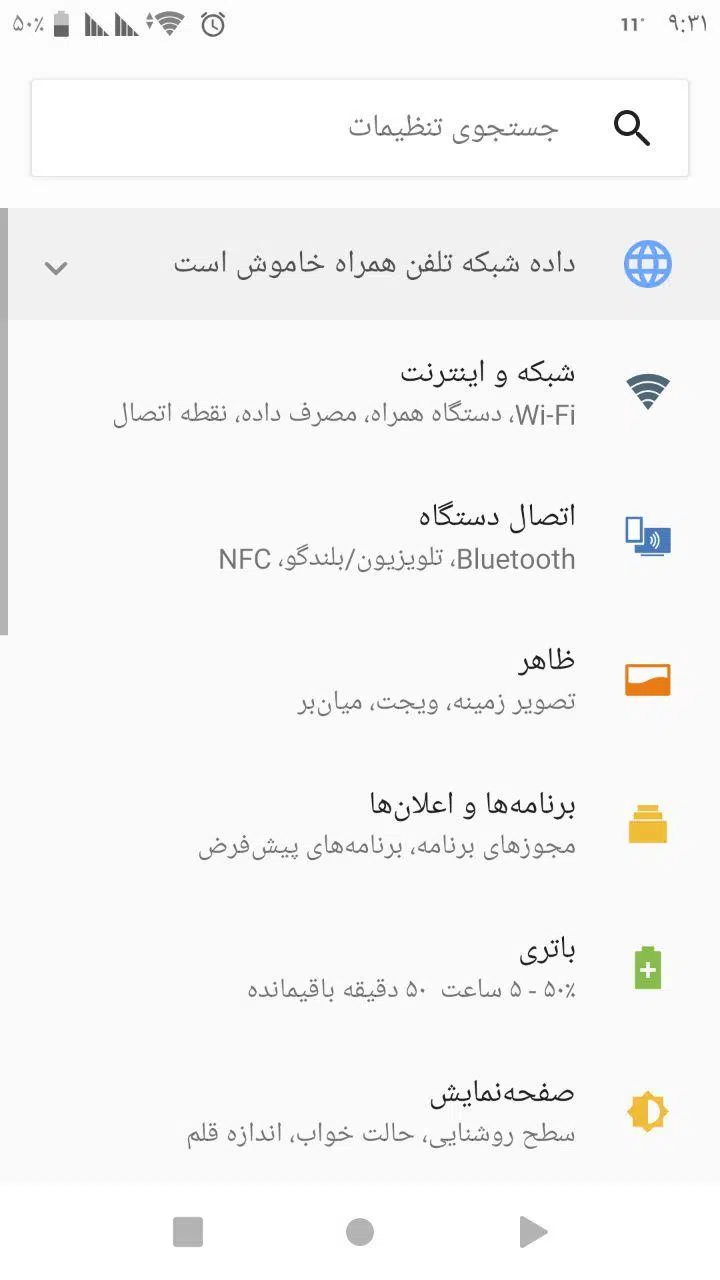 ۹:۳۱ 11° ۵۰٪
جستجوی تنظیمات
داده شبکه تلفن همراه خاموش است
شبکه و اینترنت
Wi-Fi، دستگاه همراه، مصرف داده، نقطه اتصال
اتصال دستگاه
Bluetooth، تلویزیون/بلندگو، NFC
ظاهر
تصویر زمینه، ویجت، میان‌بر
برنامه‌ها و اعلان‌ها
مجوزهای برنامه، برنامه‌های پیش‌فرض
باتری
۵۰٪ - ۵ ساعت ۵۰ دقیقه باقیمانده
صفحه‌نمایش
سطح روشنایی، حالت خواب، اندازه قلم